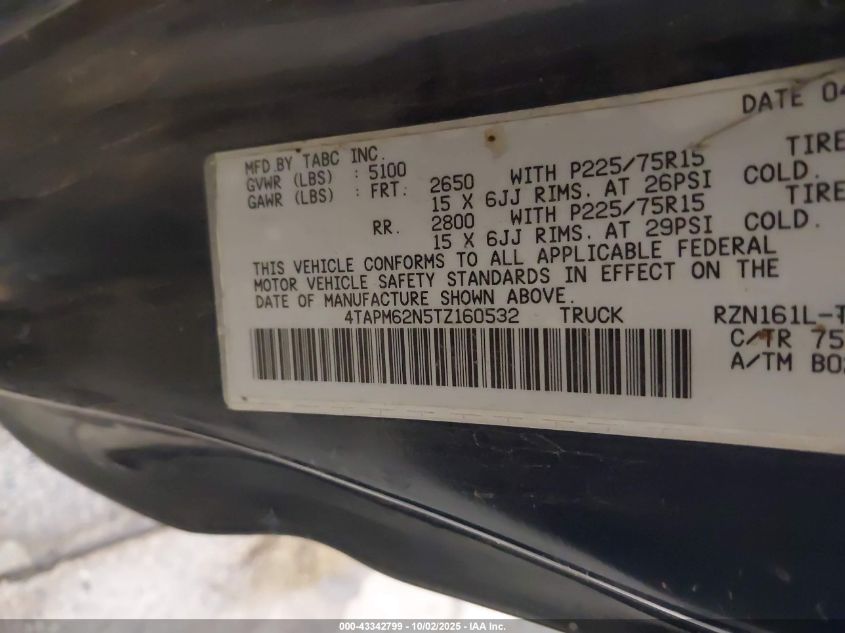 DATE 04
MFD.BY TABC INC.
GVWR (LBS) : 5100
GAWR (LBS) : FRT: 2650 WITH P225/75R15 TIRE
15 X 6JJ RIMS. AT 26PSI COLD.
RR. 2800 WITH P225/75R15 TIRE
15 X 6JJ RIMS. AT 29PSI COLD.
THIS VEHICLE CONFORMS TO ALL APPLICABLE FEDERAL
MOTOR VEHICLE SAFETY STANDARDS IN EFFECT ON THE
DATE OF MANUFACTURE SHOWN ABOVE.
4TAPM62N5TZ160532 TRUCK RZN161L-T
C/TR 75
A/TM B02
000-43342799 - 10/02/2025 - IAA Inc.